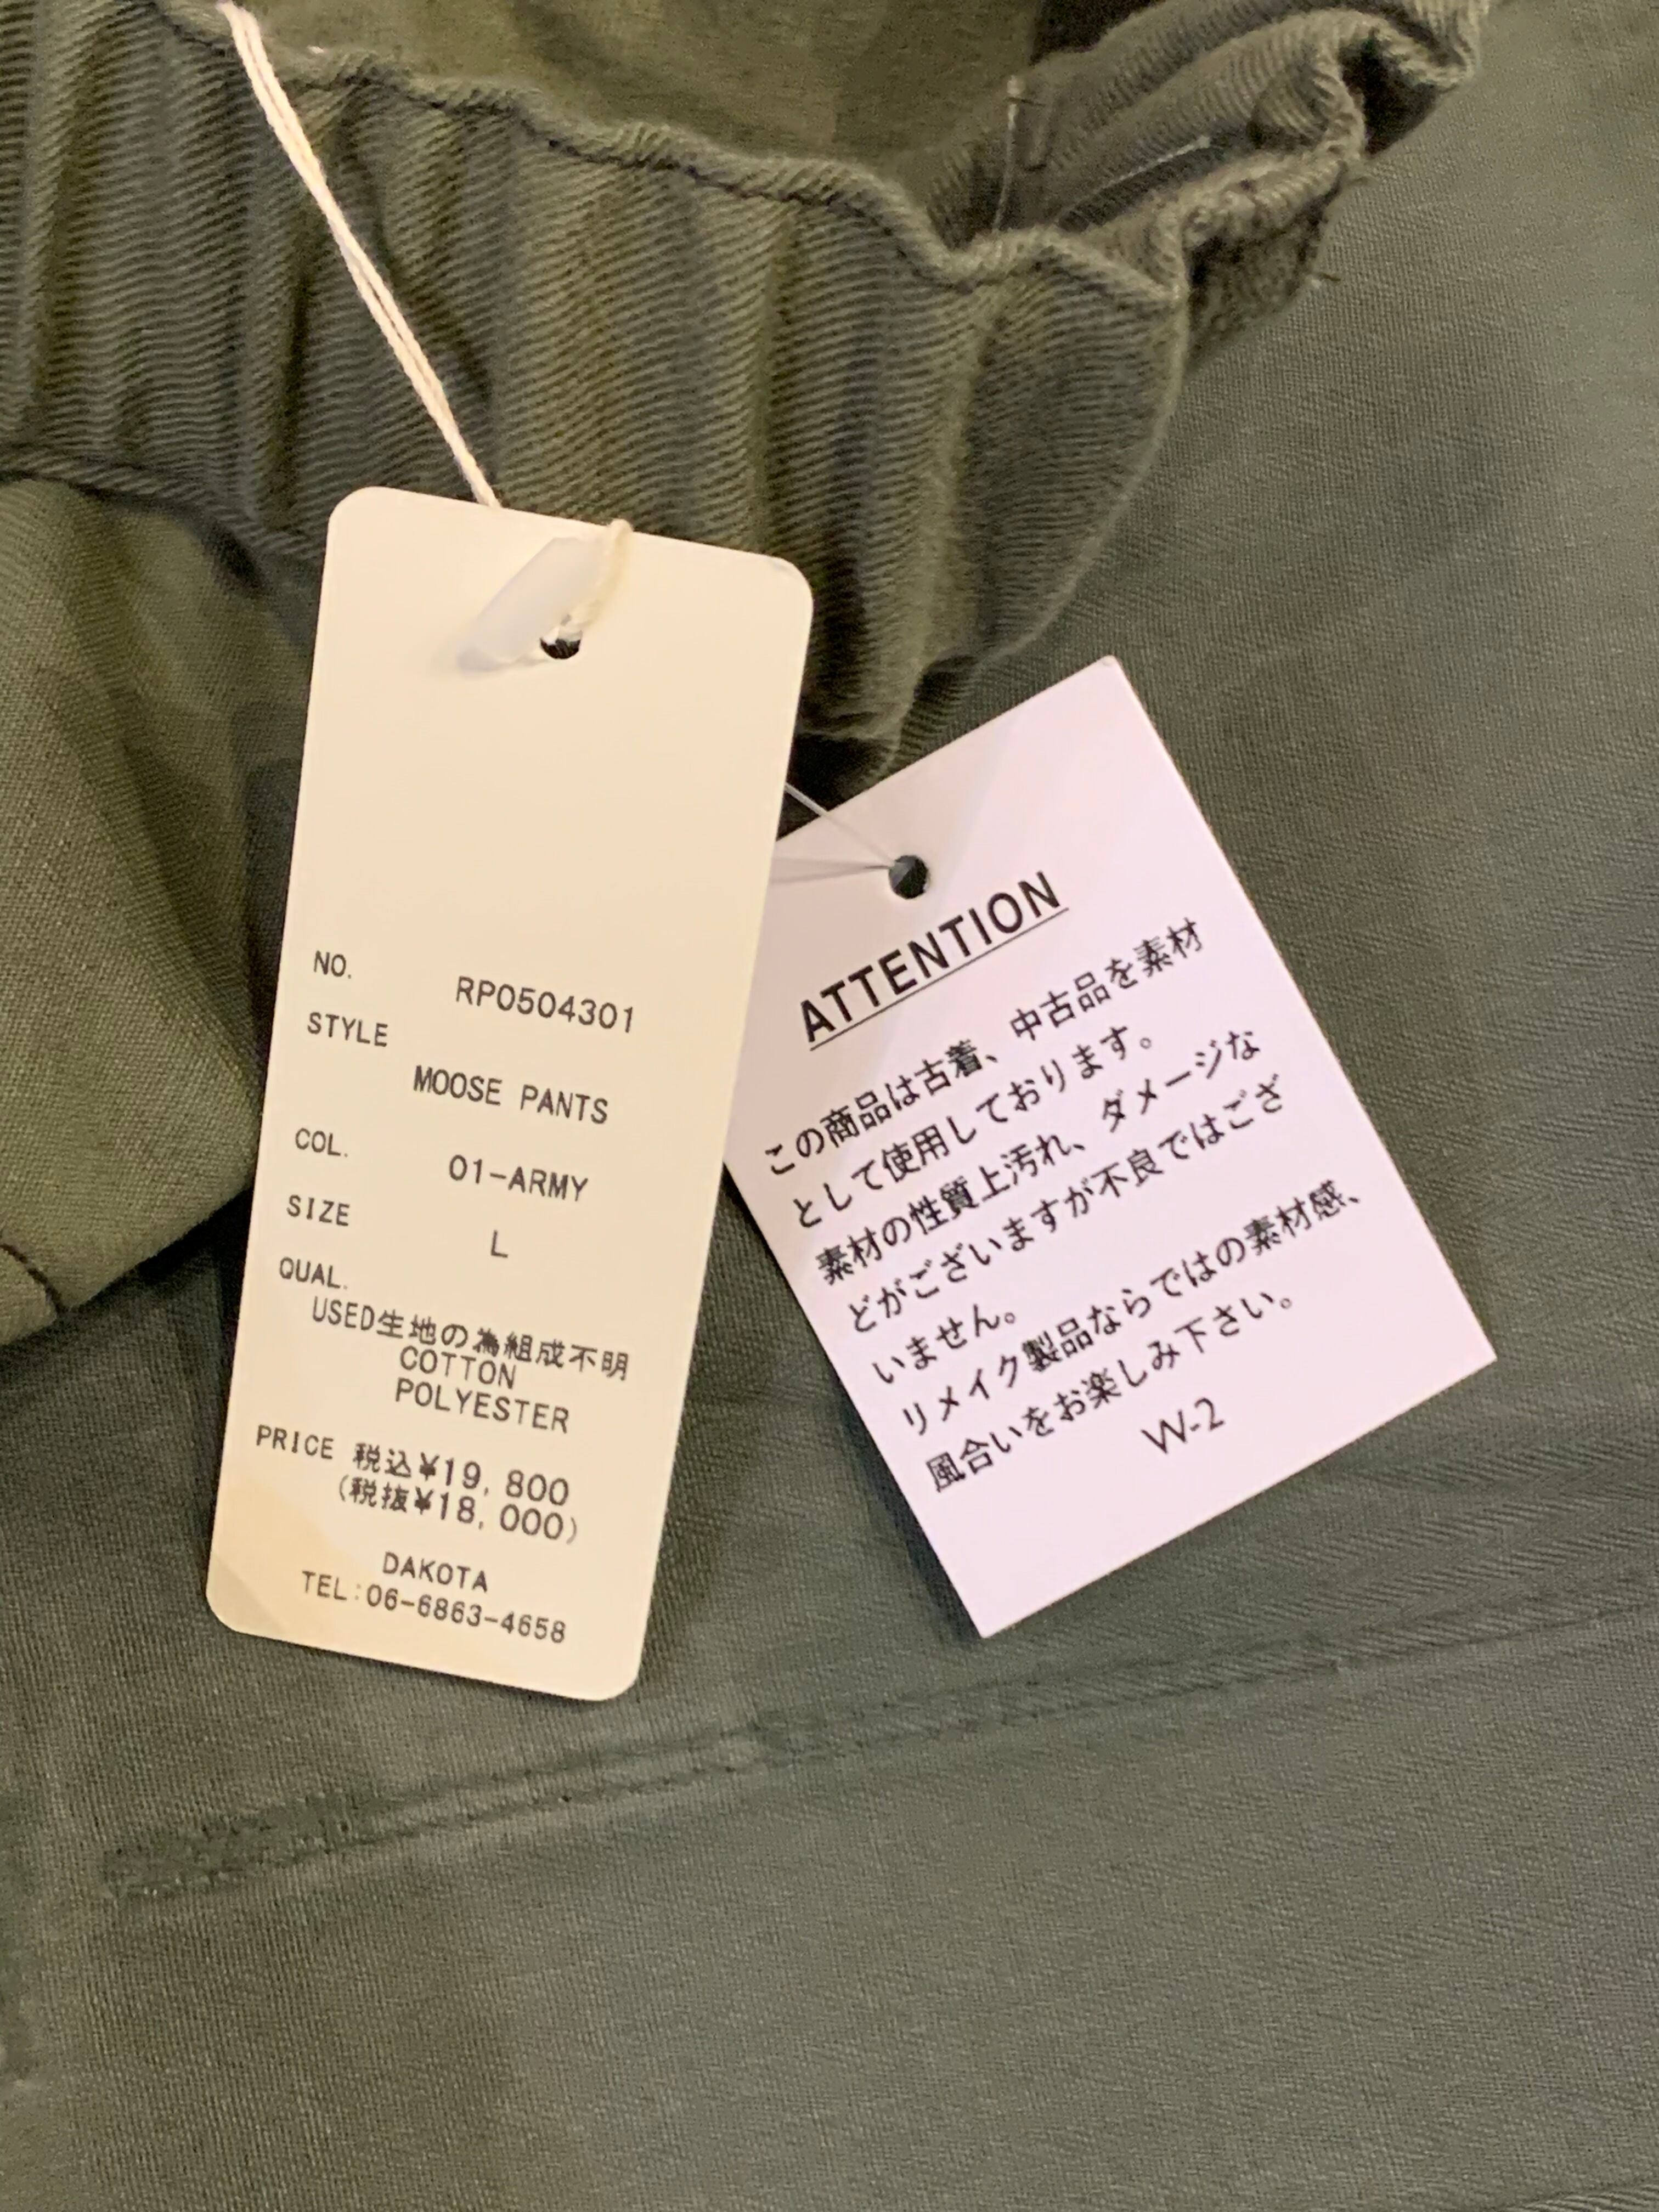 NO.
RP0504301
STYLE
MOOSE PANTS
COL.
01-ARMY
SIZE
L
QUAL.
USED生地の為組成不明
COTTON
POLYESTER
PRICE 税込¥19,800
(税抜¥18,000)
DAKOTA
TEL:06-6863-4658
ATTENTION
この商品は古着、中古品を素材
として使用しております。
素材の性質上汚れ、ダメージな
どがございますが不良ではござ
いません。
リメイク製品ならではの素材感、
風合いをお楽しみ下さい。
W-2